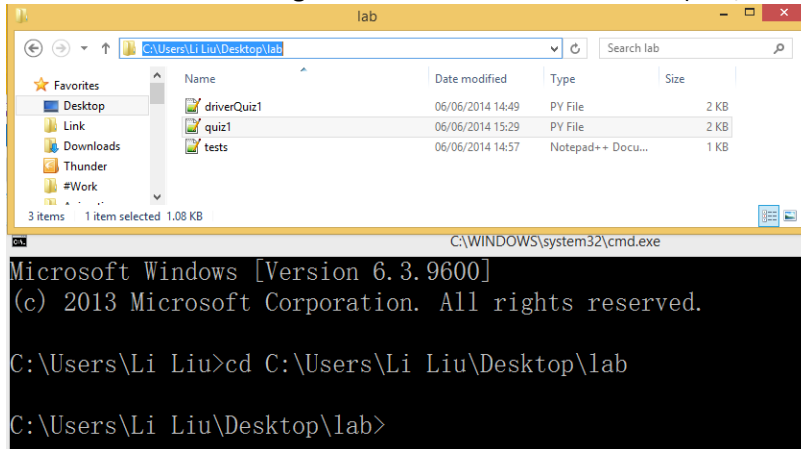 lab
C:\Users\Li Liu\Desktop\lab
Search lab
Favorites
Desktop
Link
Downloads
Thunder
#Work
Name Date modified Type Size
driverQuiz1 06/06/2014 14:49 PY File 2 KB
quiz1 06/06/2014 15:29 PY File 2 KB
tests 06/06/2014 14:57 Notepad++ Docu... 1 KB
3 items 1 item selected 1.08 KB
C:\WINDOWS\system32\cmd.exe
Microsoft Windows [Version 6.3.9600]
(c) 2013 Microsoft Corporation. All rights reserved.
C:\Users\Li Liu>cd C:\Users\Li Liu\Desktop\lab
C:\Users\Li Liu\Desktop\lab>